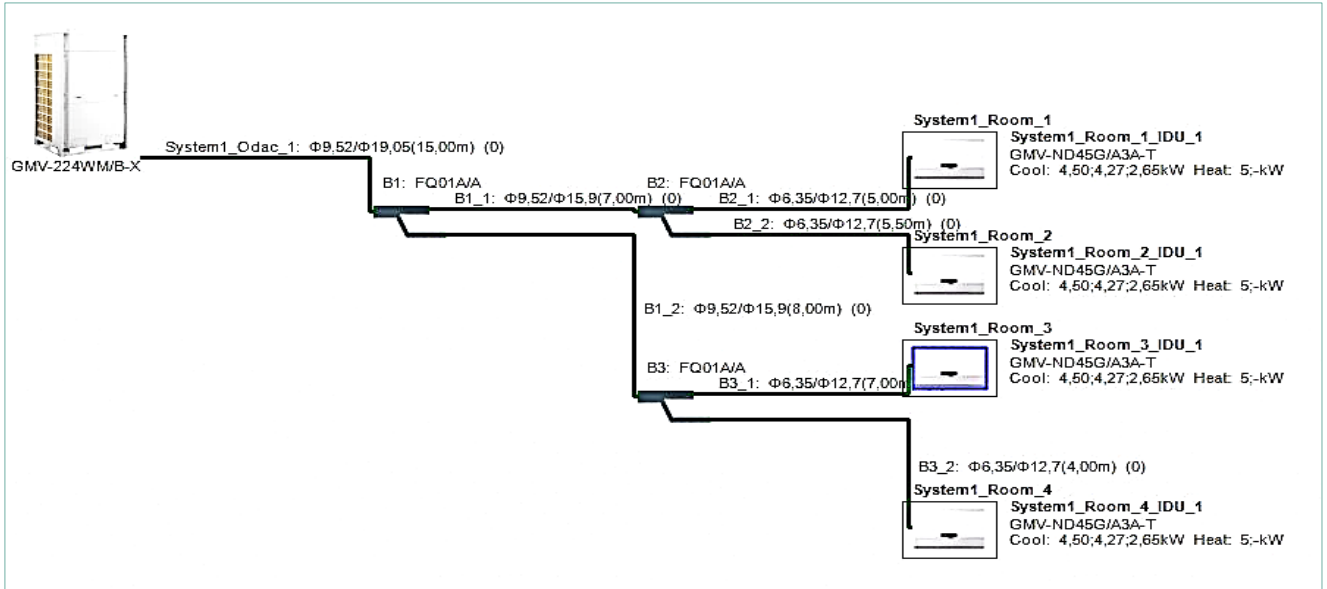 GMV-224WM/B-X
System1_Odac_1: Φ9,52/Φ19,05(15,00m) (0)
B1: FQ01A/A
B1_1: Φ9,52/Φ15,9(7,00m) (0)
B2: FQ01A/A
B2_1: Φ6,35/Φ12,7(5,00m) (0)
System1_Room_1
System1_Room_1_IDU_1
GMV-ND45G/A3A-T
Cool: 4,50;4,27;2,65kW Heat: 5;-kW
B2_2: Φ6,35/Φ12,7(5,50m) (0)
System1_Room_2
System1_Room_2_IDU_1
GMV-ND45G/A3A-T
Cool: 4,50;4,27;2,65kW Heat: 5;-kW
B1_2: Φ9,52/Φ15,9(8,00m) (0)
B3: FQ01A/A
B3_1: Φ6,35/Φ12,7(7,00m
System1_Room_3
System1_Room_3_IDU_1
GMV-ND45G/A3A-T
Cool: 4,50;4,27;2,65kW Heat: 5;-kW
B3_2: Φ6,35/Φ12,7(4,00m) (0)
System1_Room_4
System1_Room_4_IDU_1
GMV-ND45G/A3A-T
Cool: 4,50;4,27;2,65kW Heat: 5;-kW